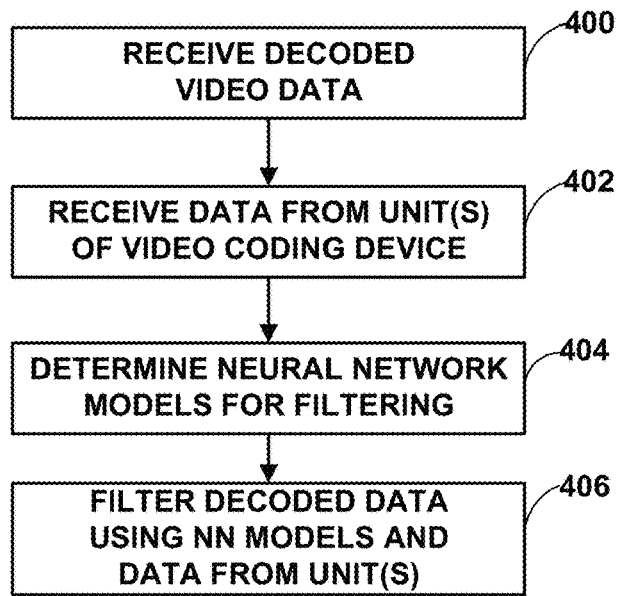 400
RECEIVE DECODED
VIDEO DATA
402
RECEIVE DATA FROM UNIT(S)
OF VIDEO CODING DEVICE
404
DETERMINE NEURAL NETWORK
MODELS FOR FILTERING
406
FILTER DECODED DATA
USING NN MODELS AND
DATA FROM UNIT(S)